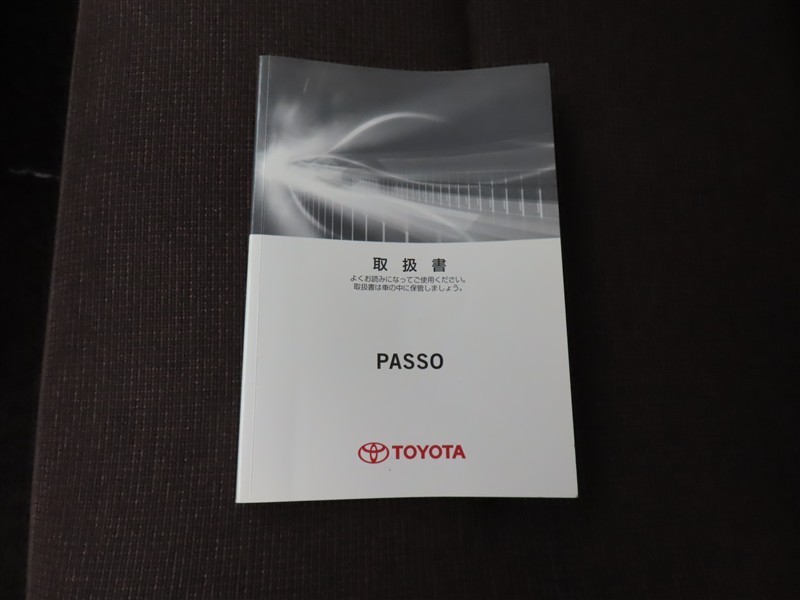 取扱書
よくお読みになってご使用ください。
取扱書は車の中に保管しましょう。
PASSO
TOYOTA